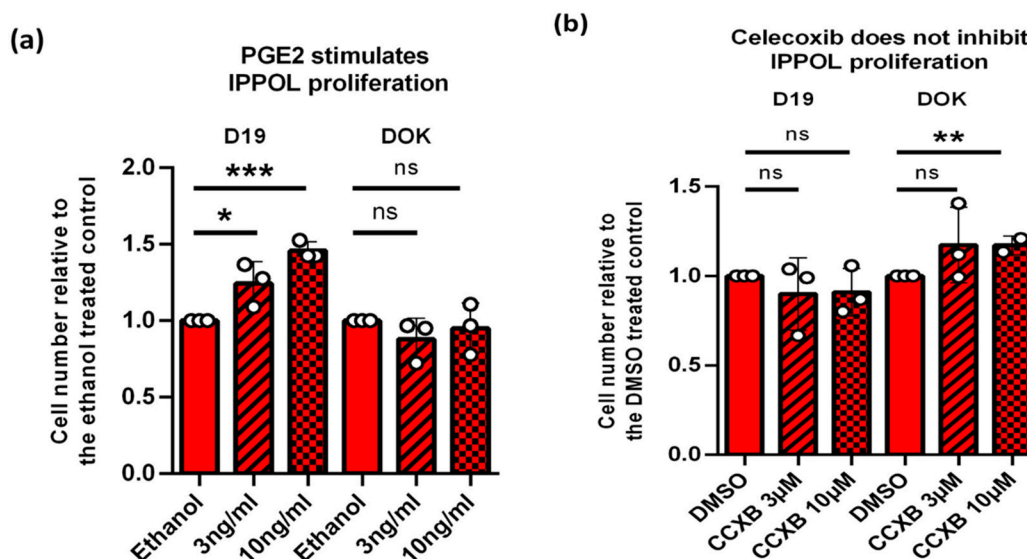 (a)
PGE2 stimulates
IPPOL proliferation
D19 DOK
*** ns
* ns
Cell number relative to
the ethanol treated control
2.0
1.5
1.0
0.5
0.0
Ethanol
3ng/ml
10ng/ml
Ethanol
3ng/ml
10ng/ml
(b)
Celecoxib does not inhibit
IPPOL proliferation
D19 DOK
ns **
ns ns
Cell number relative to
the DMSO treated control
1.5
1.0
0.5
0.0
DMSO
CCXB 3μM
CCXB 10μM
DMSO
CCXB 3μM
CCXB 10μM